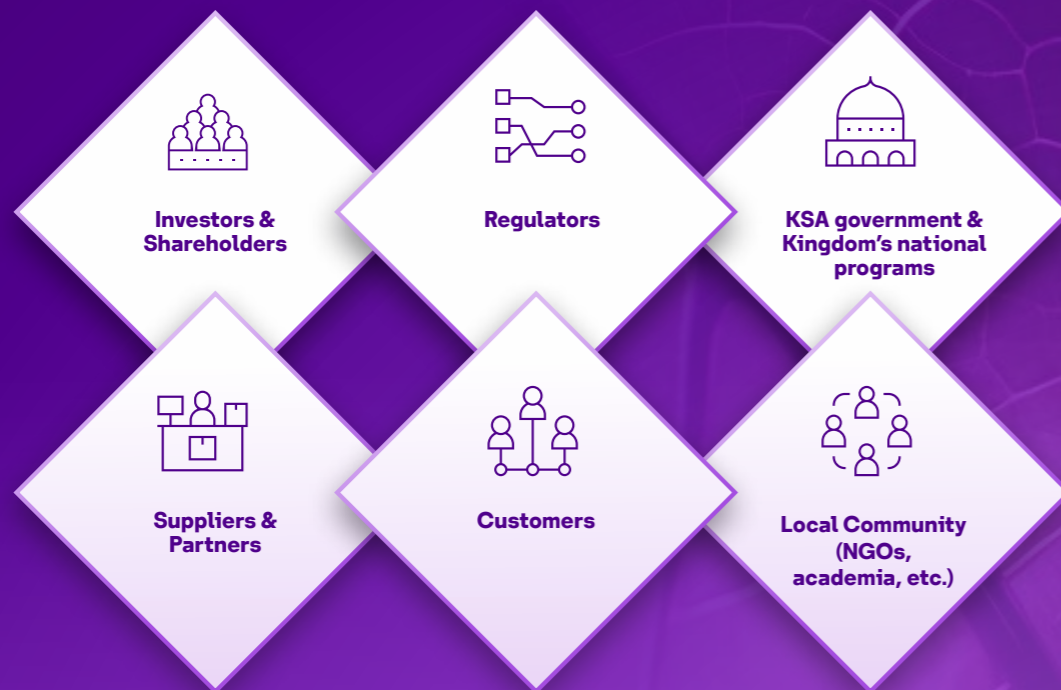 Investors &
Shareholders
Regulators
KSA government &
Kingdom’s national
programs
Suppliers &
Partners
Customers
Local Community
(NGOs,
academia, etc.)